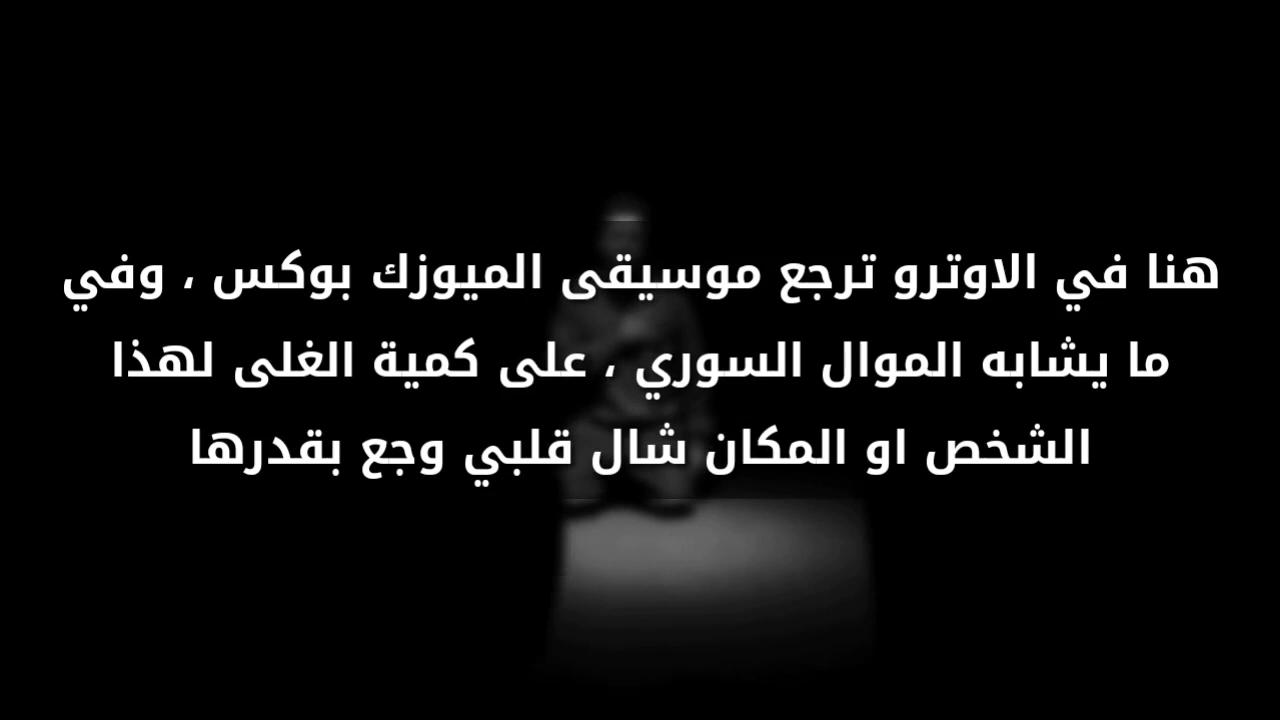 هنا في الاوترو ترجع موسيقى الميوزك بوكس ، وفي
ما يشابه الموال السوري ، على كمية الغلى لهذا
الشخص او المكان شال قلبي وجع بقدرها